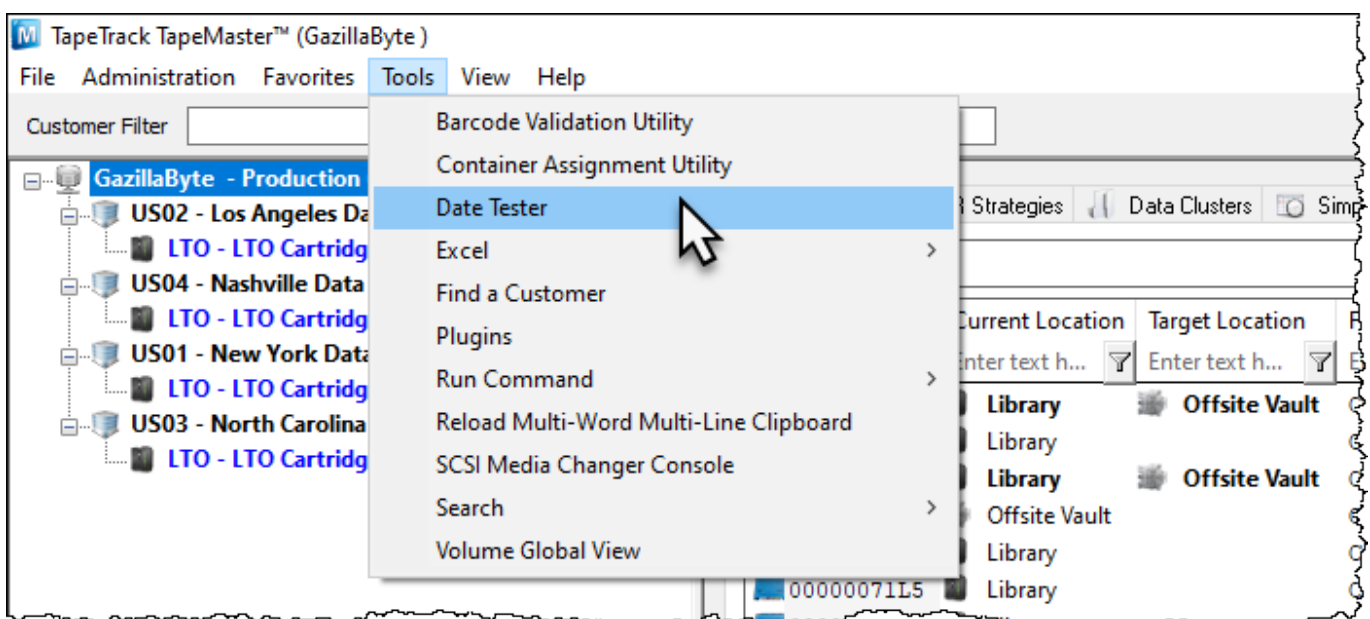 TapeTrack TapeMaster™ (GazillaByte )
File Administration Favorites Tools View Help
Customer Filter
Barcode Validation Utility
Container Assignment Utility
Date Tester
Excel
Find a Customer
Plugins
Run Command
Reload Multi-Word Multi-Line Clipboard
SCSI Media Changer Console
Search
Volume Global View
GazillaByte - Production
US02 - Los Angeles Da
LTO - LTO Cartridg
US04 - Nashville Data
LTO - LTO Cartridg
US01 - New York Data
LTO - LTO Cartridg
US03 - North Carolina
LTO - LTO Cartridg
Strategies Data Clusters Simp
Current Location Target Location
Enter text h... Enter text h...
Library Offsite Vault
Library
Library Offsite Vault
Offsite Vault
Library
00000071L5 Library